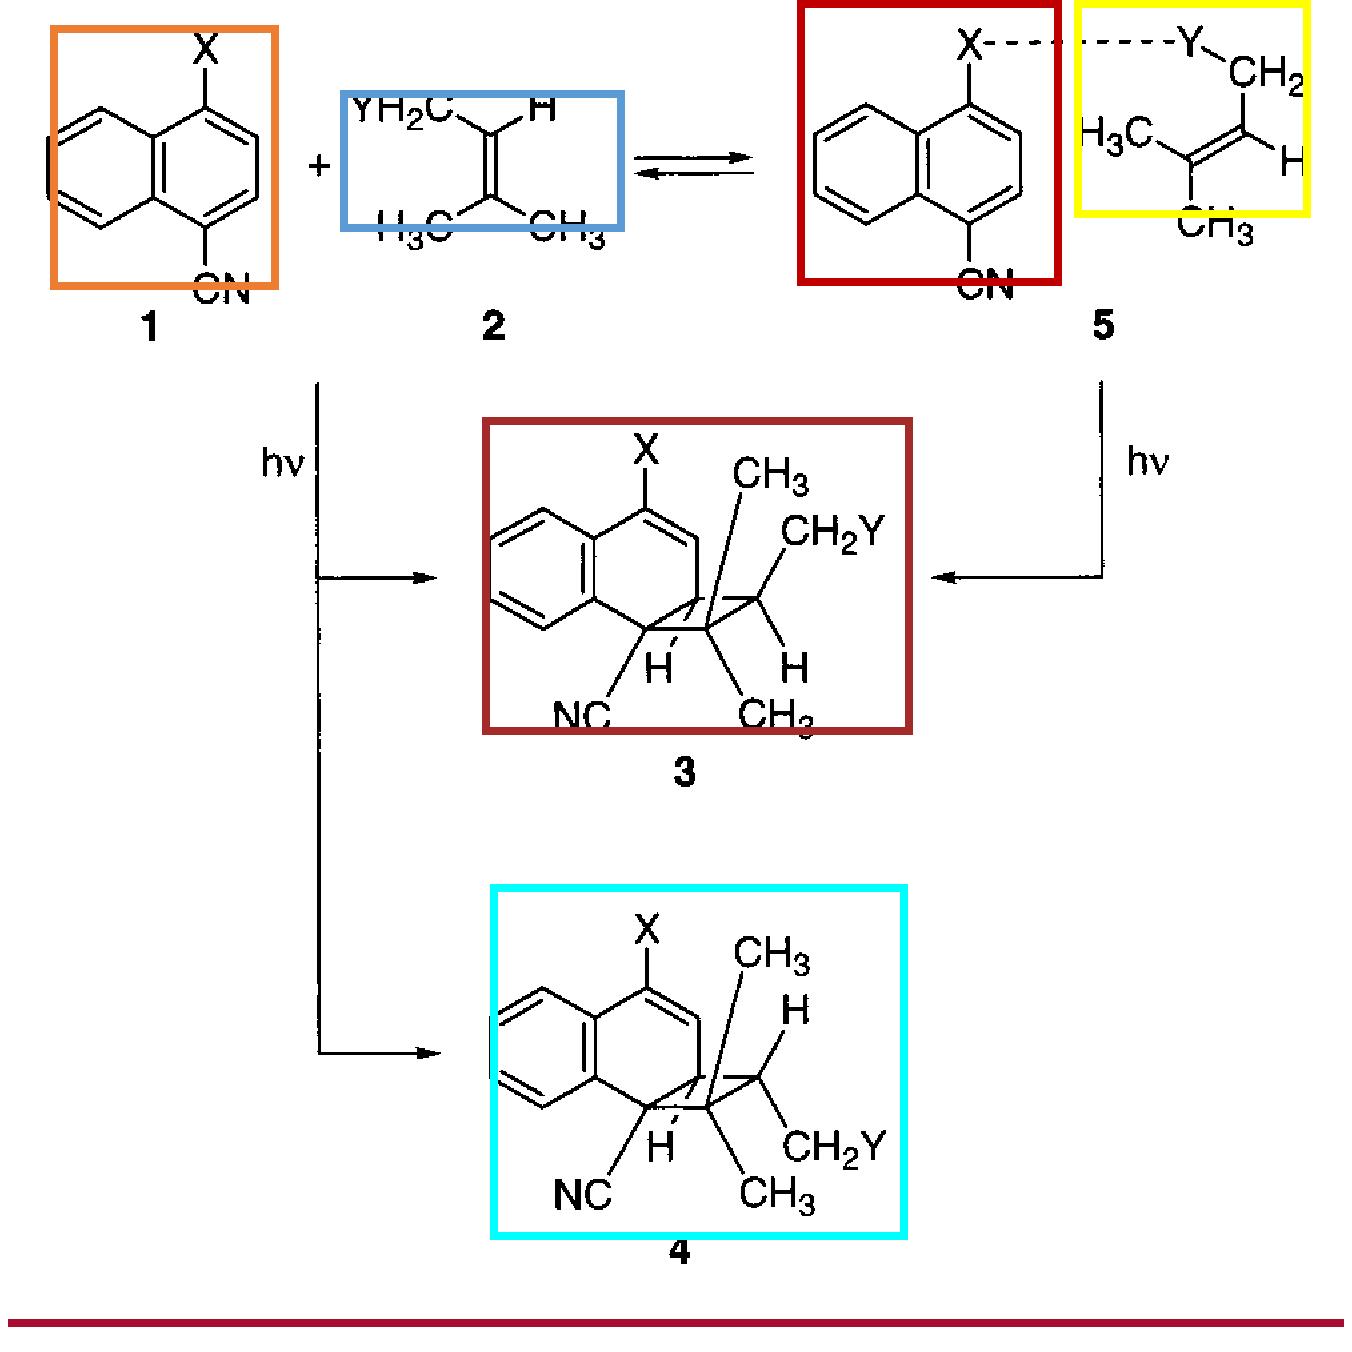 X
CN
1
+
YH2C H
H3C CH3
2
X Y
CH2
H3C
H
CH3
CN
5
hν
hν
X
CH3
CH2Y
H H
NC CH3
3
X
CH3
H
H CH2Y
NC CH3
4